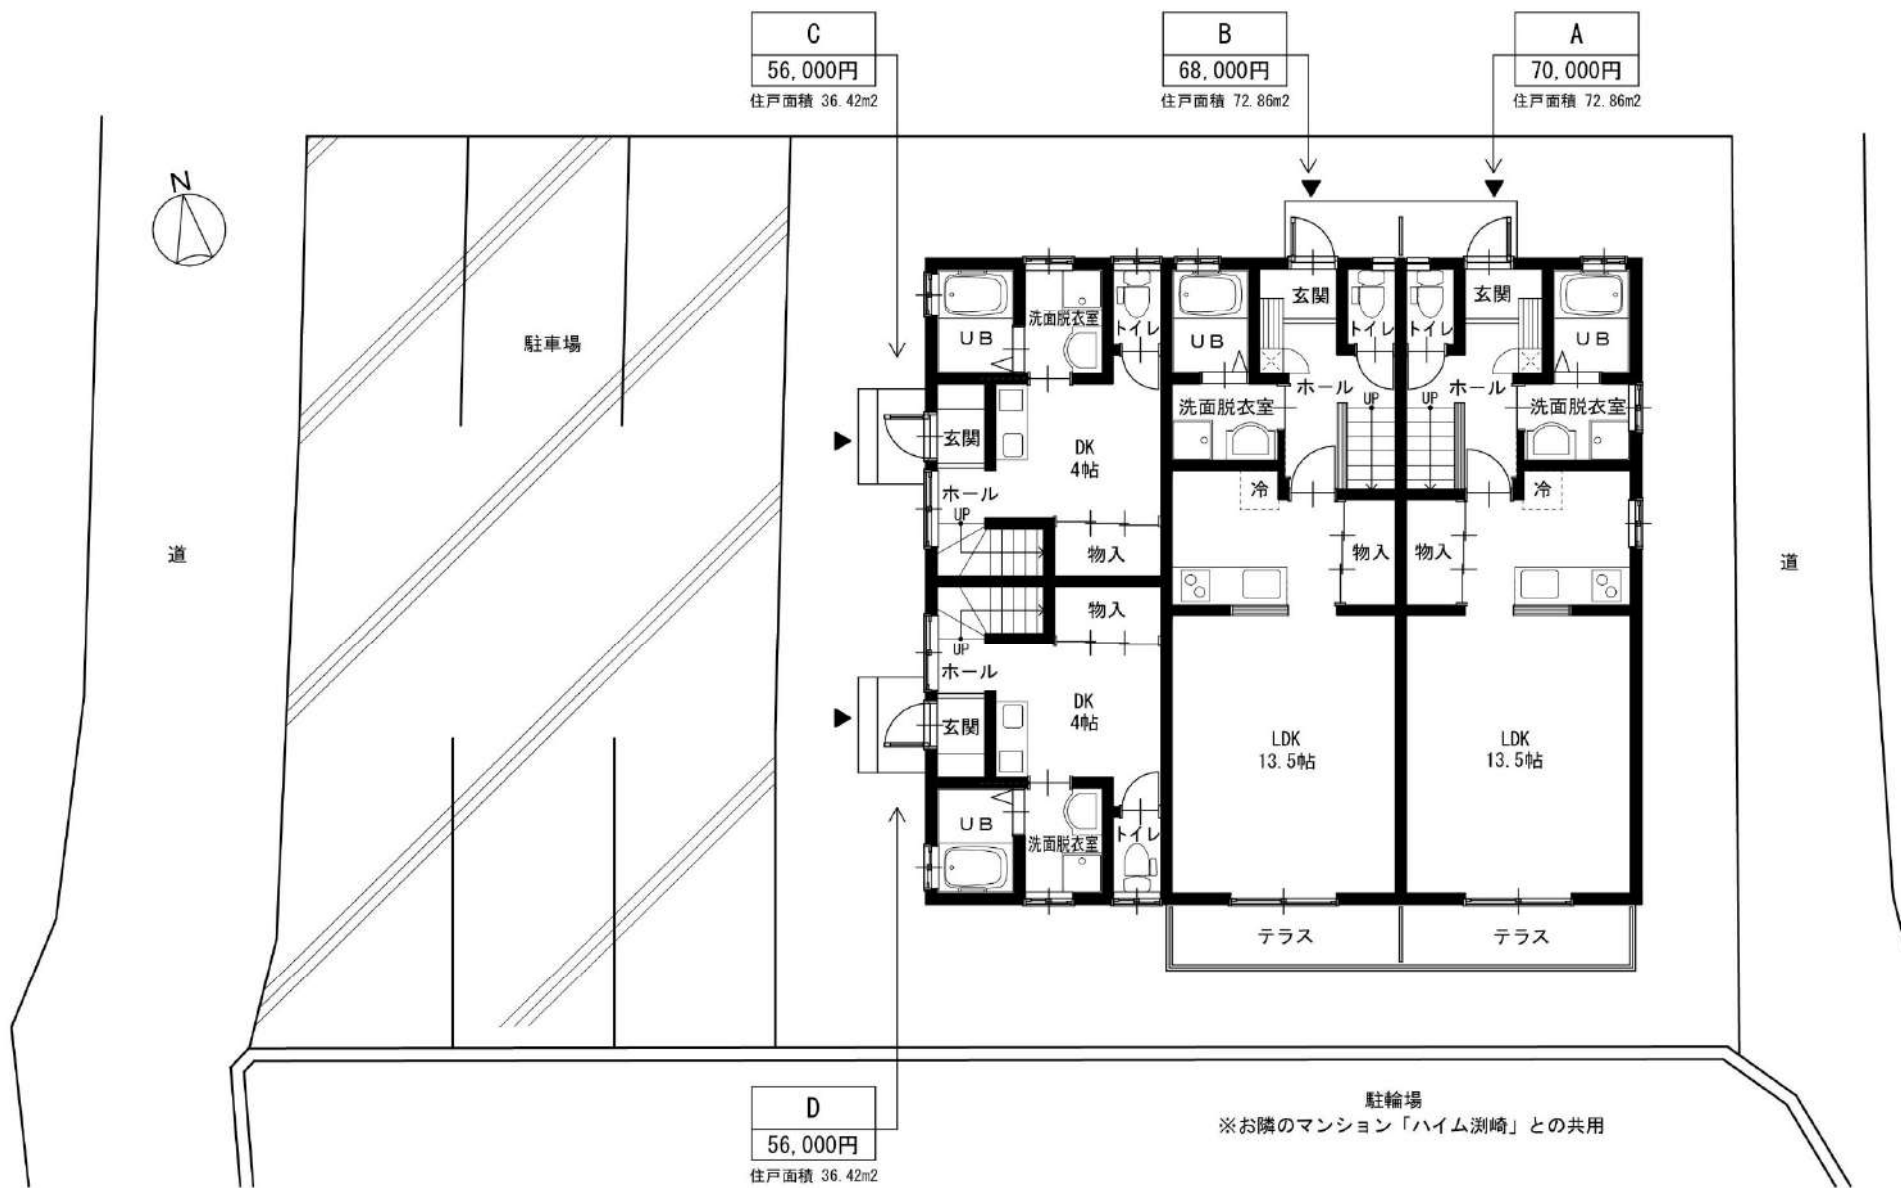 C
56,000円
住戸面積 36.42m2
B
68,000円
住戸面積 72.86m2
A
70,000円
住戸面積 72.86m2
N
駐車場
道
道
UB
洗面脱衣室
トイレ
玄関
DK
4帖
ホール
UP
物入
UB
玄関
トイレ
ホール
UP
洗面脱衣室
冷
物入
LDK
13.5帖
テラス
トイレ
玄関
UB
ホール
UP
洗面脱衣室
冷
物入
LDK
13.5帖
テラス
物入
UP
ホール
DK
4帖
玄関
UB
洗面脱衣室
トイレ
D
56,000円
住戸面積 36.42m2
駐輪場
※お隣のマンション「ハイム渕崎」との共用